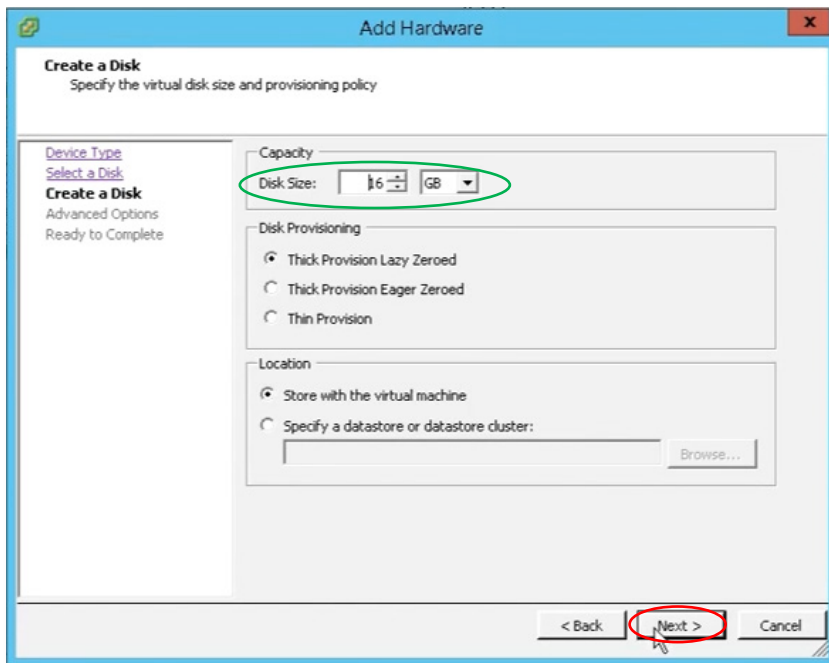 Add Hardware
x
Create a Disk
Specify the virtual disk size and provisioning policy
Device Type
Select a Disk
Create a Disk
Advanced Options
Ready to Complete
Capacity
Disk Size: 16 GB
Disk Provisioning
Thick Provision Lazy Zeroed
Thick Provision Eager Zeroed
Thin Provision
Location
Store with the virtual machine
Specify a datastore or datastore cluster:
Browse...
< Back Next > Cancel